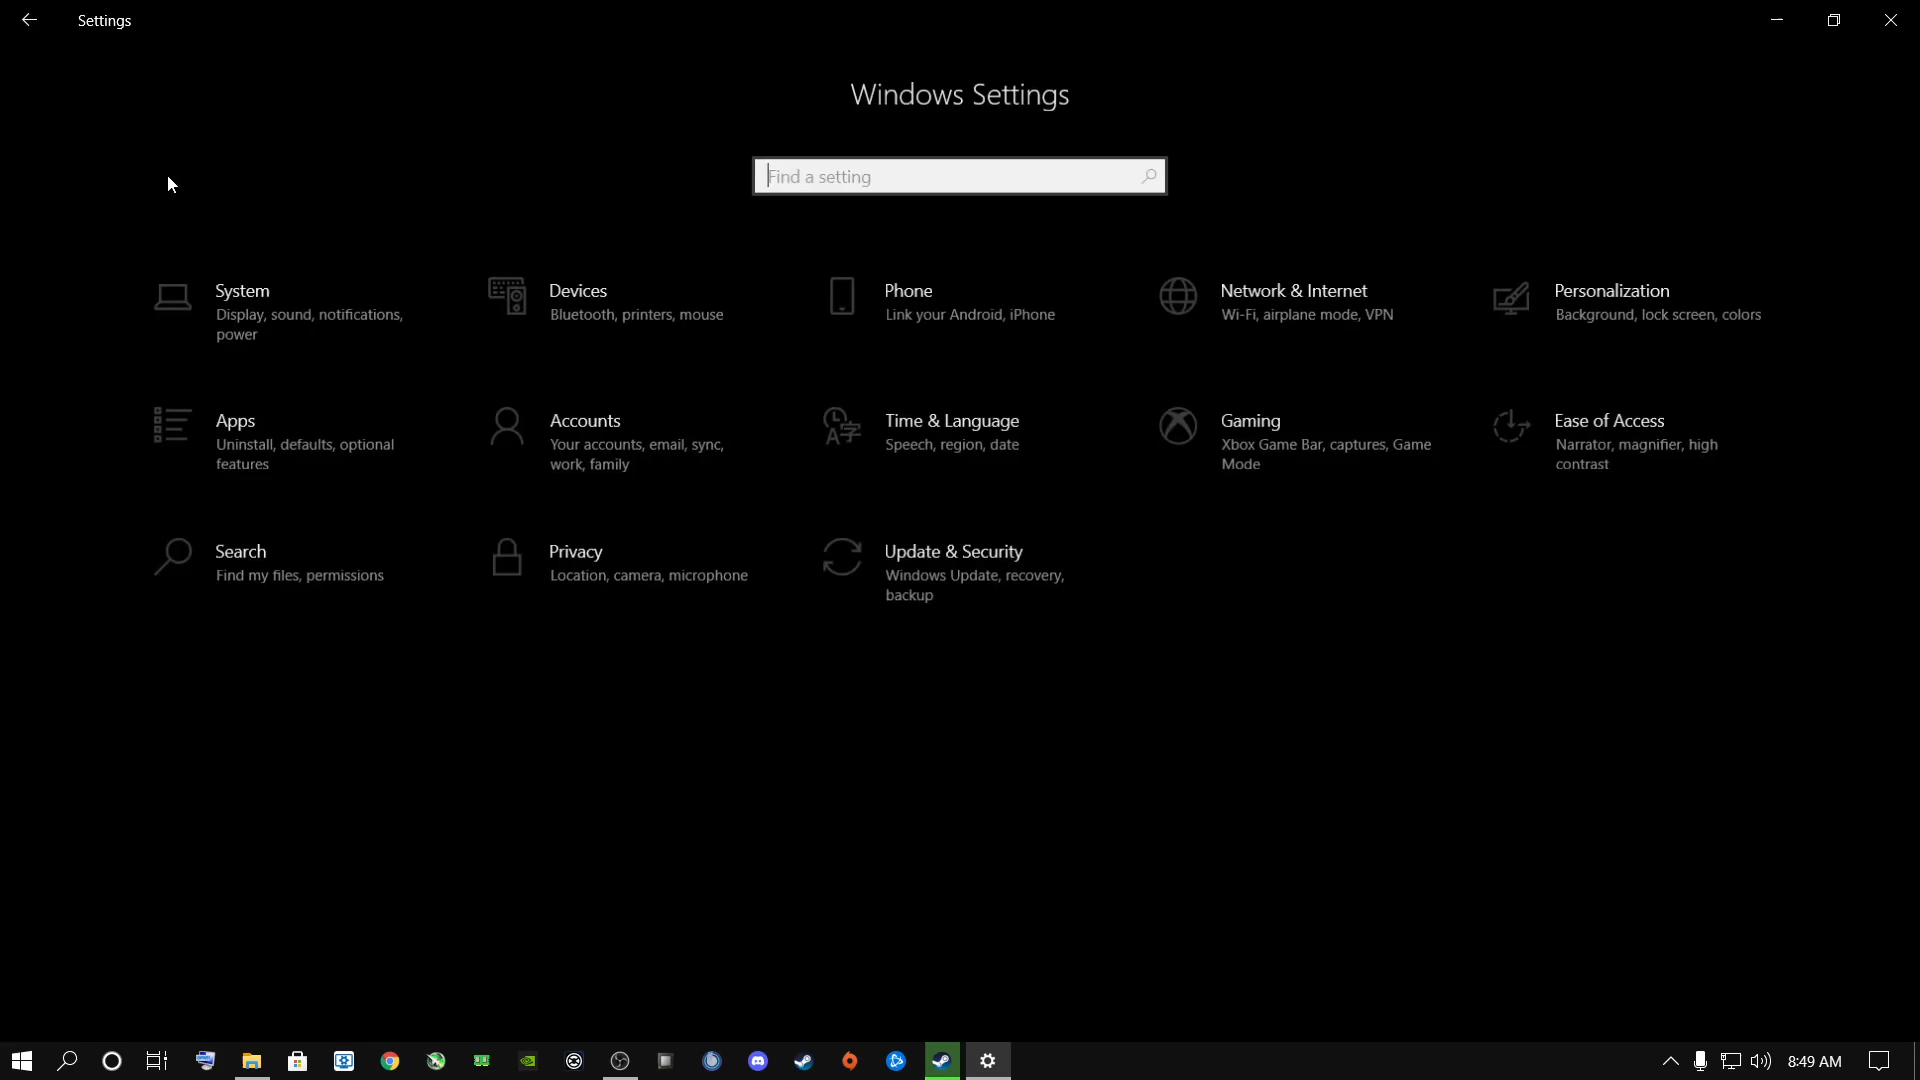 Settings
Windows Settings
Find a setting
System
Display, sound, notifications,
power
Devices
Bluetooth, printers, mouse
Phone
Link your Android, iPhone
Network & Internet
Wi-Fi, airplane mode, VPN
Personalization
Background, lock screen, colors
Apps
Uninstall, defaults, optional
features
Accounts
Your accounts, email, sync,
work, family
Time & Language
Speech, region, date
Gaming
Xbox Game Bar, captures, Game
Mode
Ease of Access
Narrator, magnifier, high
contrast
Search
Find my files, permissions
Privacy
Location, camera, microphone
Update & Security
Windows Update, recovery,
backup
8:49 AM